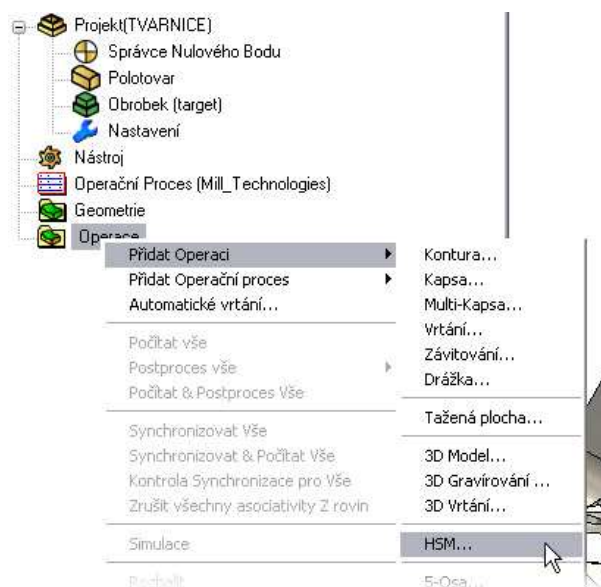 Projekt(TVARNICE)
Správce Nulového Bodu
Polotovar
Obrobek (target)
Nastavení
Nástroj
Operační Proces (Mill_Technologies)
Geometrie
Operace
Přidat Operaci
Přidat Operační proces
Automatické vrtání...
Počítat vše
Postproces vše
Počítat & Postproces Vše
Synchronizovat Vše
Synchronizovat & Počítat Vše
Kontrola Synchronizace pro Vše
Zrušit všechny asociativity Z rovin
Simulace
Rozbalit
Kontura...
Kapsa...
Multi-Kapsa...
Vrtání...
Závitování...
Drážka...
Tažená plocha...
3D Model...
3D Gravírování ...
3D Vrtání...
HSM...
5-Osa...